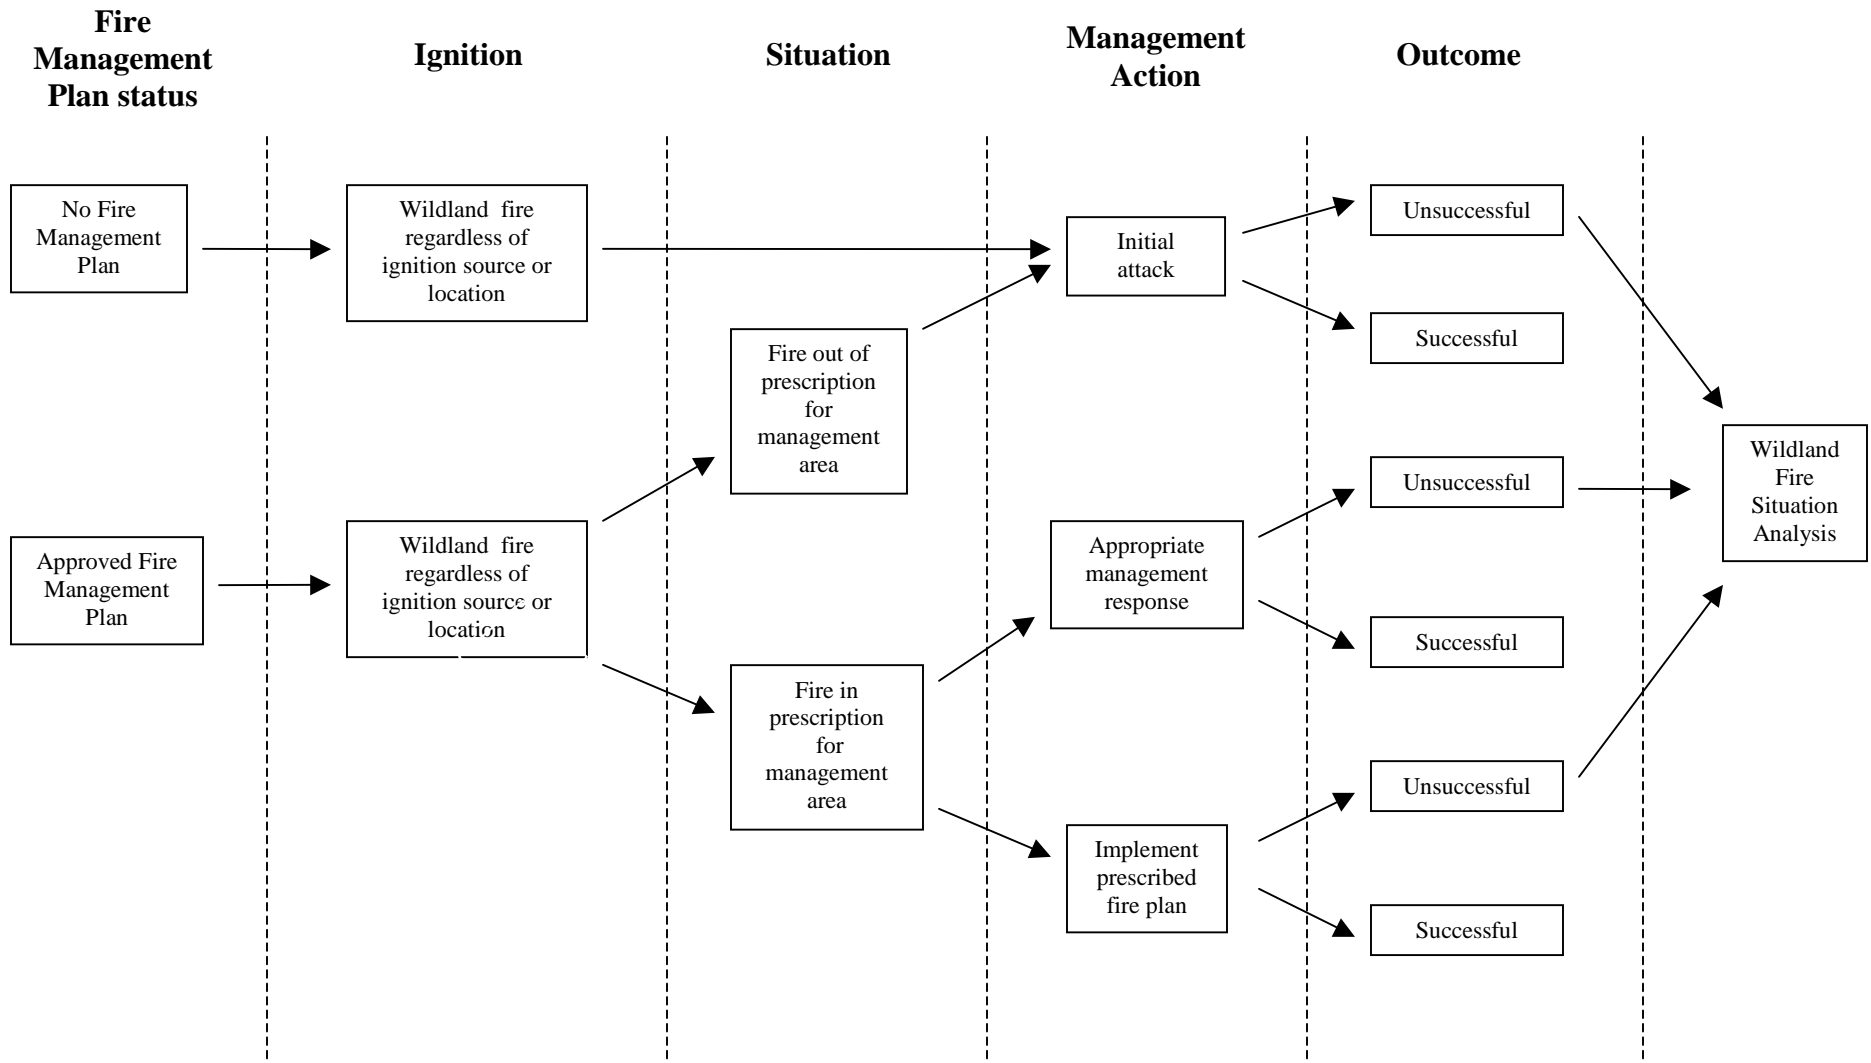 Fire
Management
Plan status
Ignition
Situation
Management
Action
Outcome
No Fire
Management
Plan
Wildland fire
regardless of
ignition source or
location
Initial
attack
Unsuccessful
Successful
Fire out of
prescription
for
management
area
Approved Fire
Management
Plan
Wildland fire
regardless of
ignition source or
location
Fire in
prescription
for
management
area
Appropriate
management
response
Unsuccessful
Successful
Implement
prescribed
fire plan
Unsuccessful
Successful
Wildland
Fire
Situation
Analysis